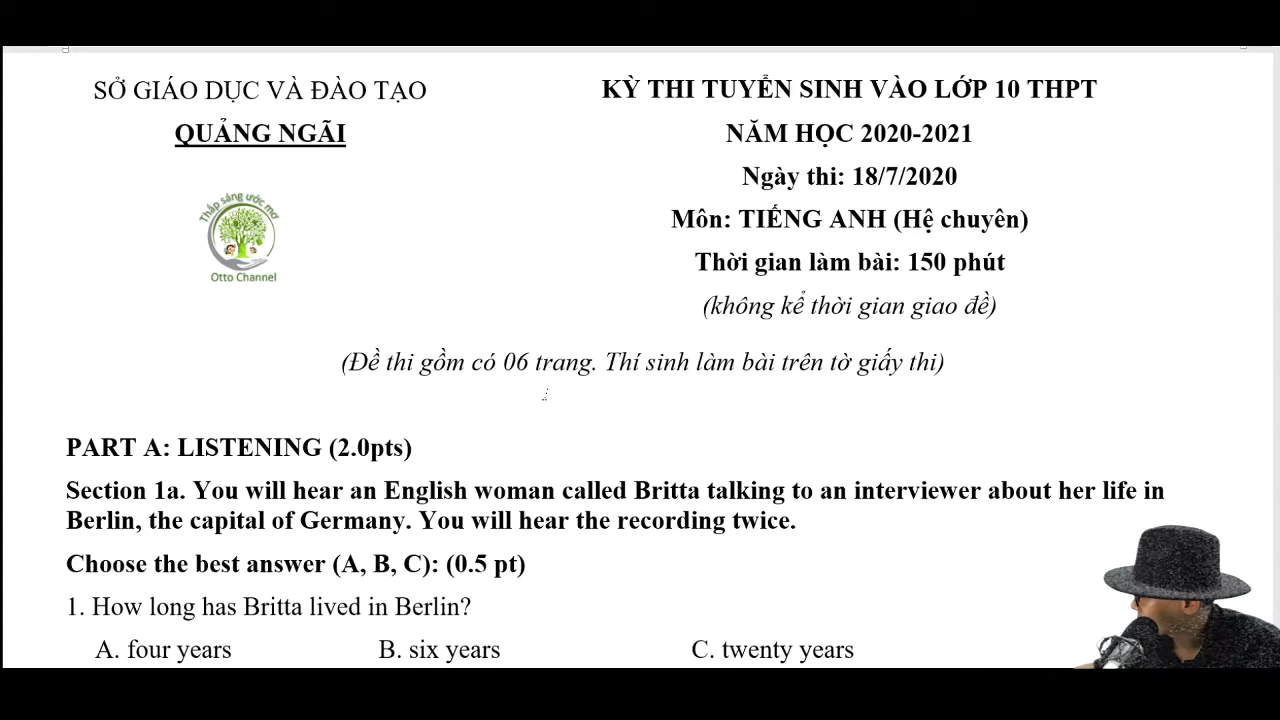 SỞ GIÁO DỤC VÀ ĐÀO TẠO
QUẢNG NGÃI
Thắp sáng ước mơ
Otto Channel
KỲ THI TUYỂN SINH VÀO LỚP 10 THPT
NĂM HỌC 2020-2021
Ngày thi: 18/7/2020
Môn: TIẾNG ANH (Hệ chuyên)
Thời gian làm bài: 150 phút
(không kể thời gian giao đề)
(Đề thi gồm có 06 trang. Thí sinh làm bài trên tờ giấy thi)
PART A: LISTENING (2.0pts)
Section 1a. You will hear an English woman called Britta talking to an interviewer about her life in
Berlin, the capital of Germany. You will hear the recording twice.
Choose the best answer (A, B, C): (0.5 pt)
1. How long has Britta lived in Berlin?
A. four years B. six years C. twenty years